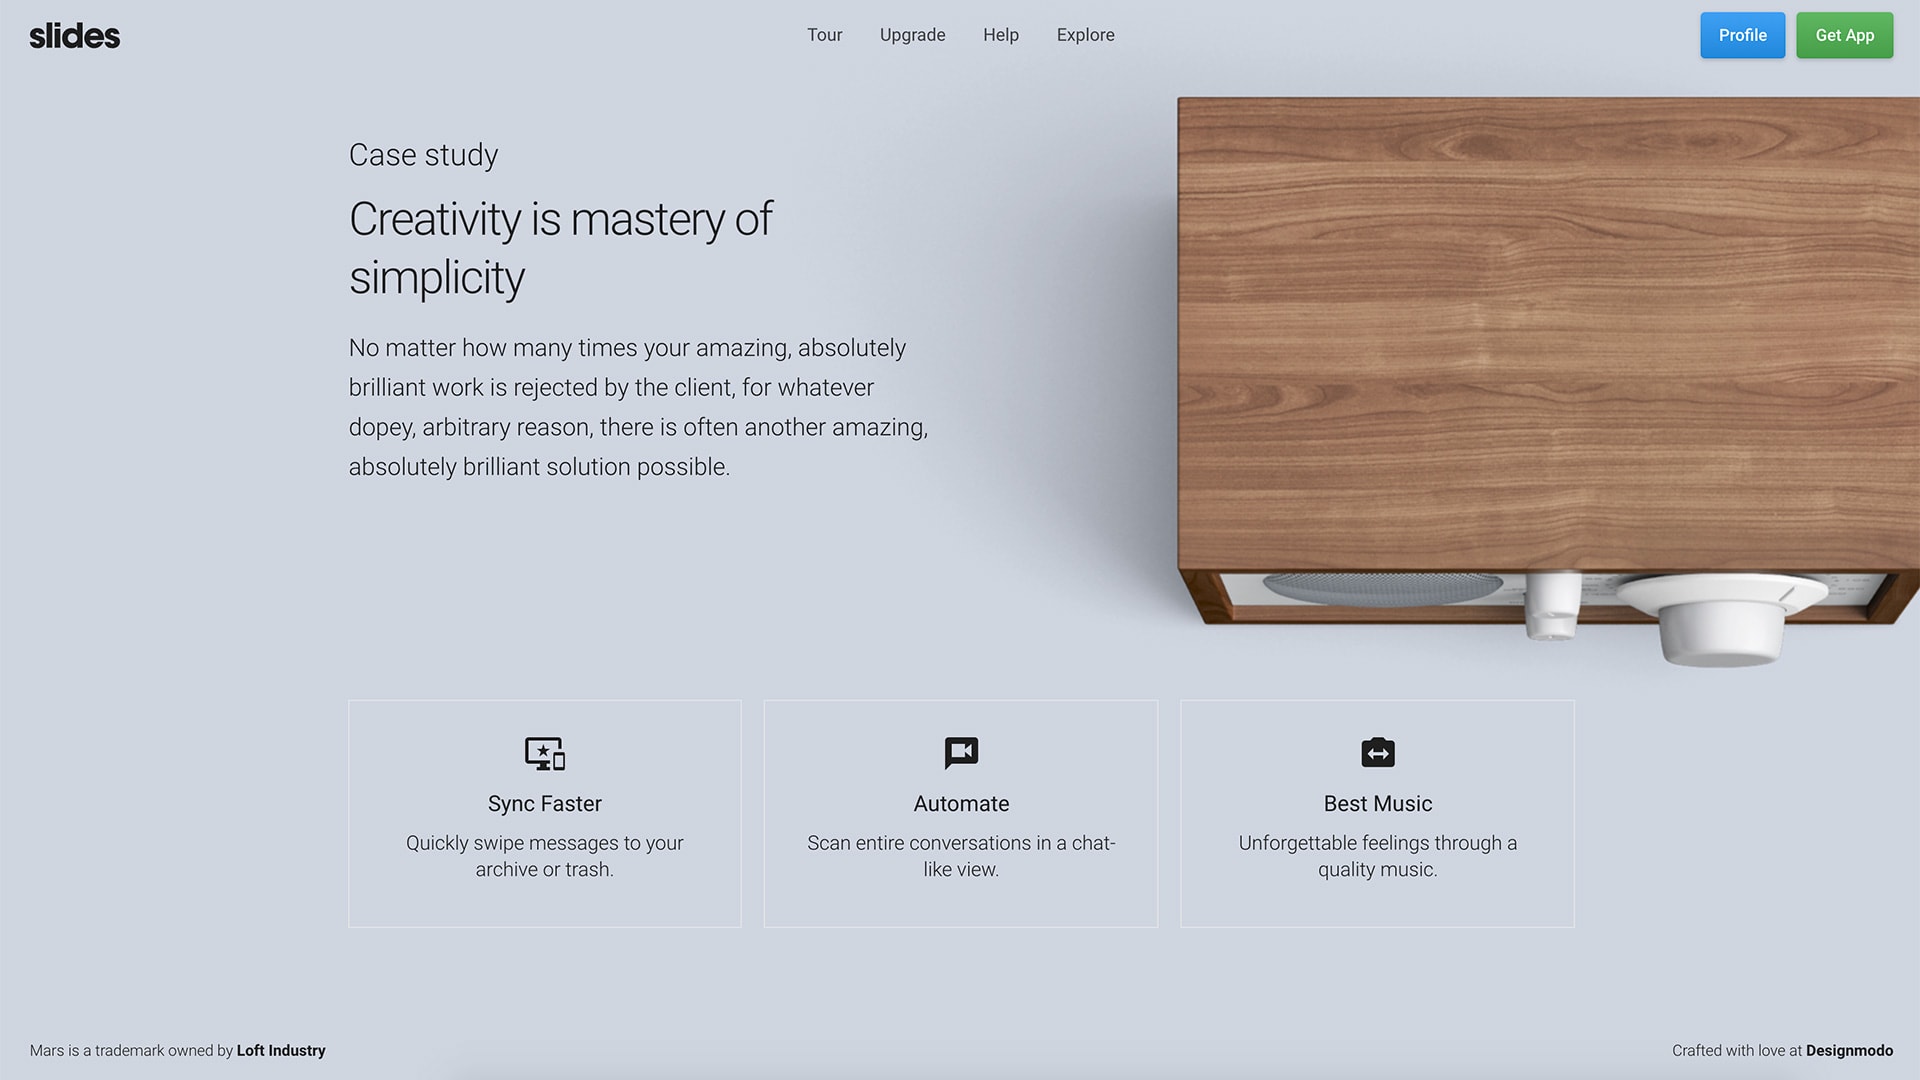 slides
Tour
Upgrade
Help
Explore
Profile
Get App
Case study
Creativity is mastery of
simplicity
No matter how many times your amazing, absolutely
brilliant work is rejected by the client, for whatever
dopey, arbitrary reason, there is often another amazing,
absolutely brilliant solution possible.
Sync Faster
Quickly swipe messages to your
archive or trash.
Automate
Scan entire conversations in a chat-
like view.
Best Music
Unforgettable feelings through a
quality music.
Mars is a trademark owned by Loft Industry
Crafted with love at Designmodo